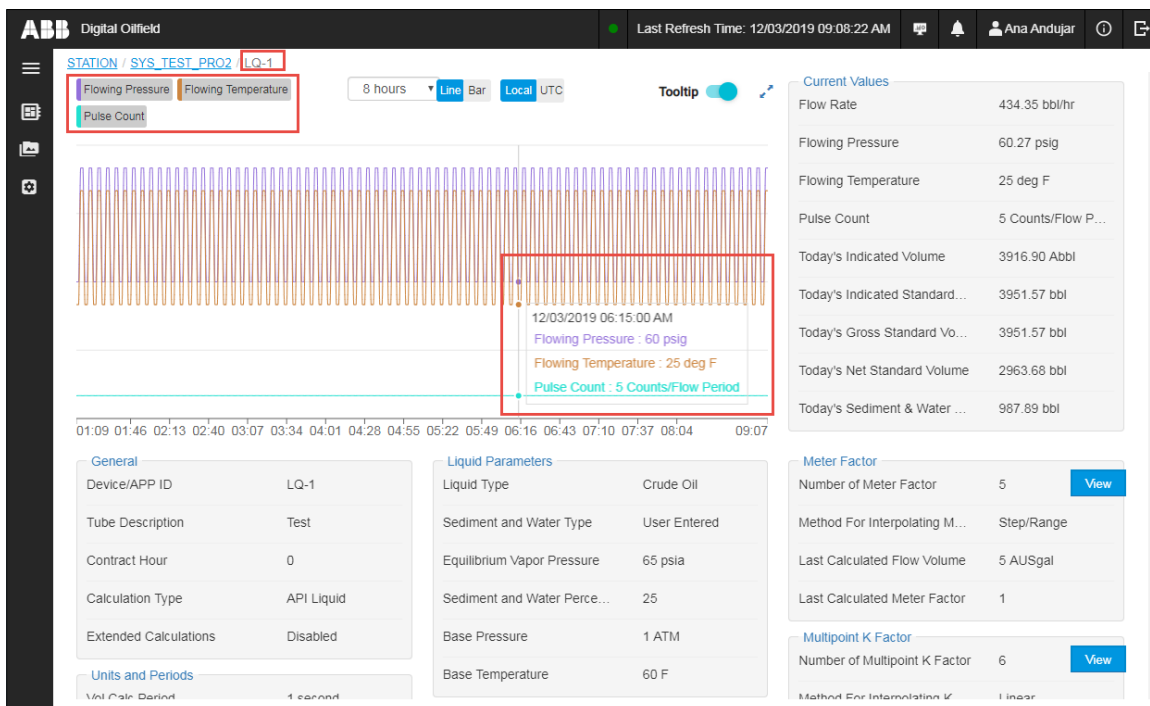 ABB Digital Oilfield
Last Refresh Time: 12/03/2019 09:08:22 AM
Ana Andujar
STATION / SYS_TEST_PRO2 / LQ-1
Flowing Pressure Flowing Temperature
Pulse Count
8 hours Line Bar Local UTC Tooltip
12/03/2019 06:15:00 AM
Flowing Pressure : 60 psig
Flowing Temperature : 25 deg F
Pulse Count : 5 Counts/Flow Period
01:09 01:46 02:13 02:40 03:07 03:34 04:01 04:28 04:55 05:22 05:49 06:16 06:43 07:10 07:37 08:04 09:07
Current Values
Flow Rate 434.35 bbl/hr
Flowing Pressure 60.27 psig
Flowing Temperature 25 deg F
Pulse Count 5 Counts/Flow P...
Today's Indicated Volume 3916.90 Abbl
Today's Indicated Standard... 3951.57 bbl
Today's Gross Standard Vo... 3951.57 bbl
Today's Net Standard Volume 2963.68 bbl
Today's Sediment & Water ... 987.89 bbl
General
Device/APP ID LQ-1
Tube Description Test
Contract Hour 0
Calculation Type API Liquid
Extended Calculations Disabled
Units and Periods
Vol Calc Period 1 second
Liquid Parameters
Liquid Type Crude Oil
Sediment and Water Type User Entered
Equilibrium Vapor Pressure 65 psia
Sediment and Water Perce... 25
Base Pressure 1 ATM
Base Temperature 60 F
Meter Factor
Number of Meter Factor 5 View
Method For Interpolating M... Step/Range
Last Calculated Flow Volume 5 AUSgal
Last Calculated Meter Factor 1
Multipoint K Factor
Number of Multipoint K Factor 6 View
Method For Interpolating K... Linear